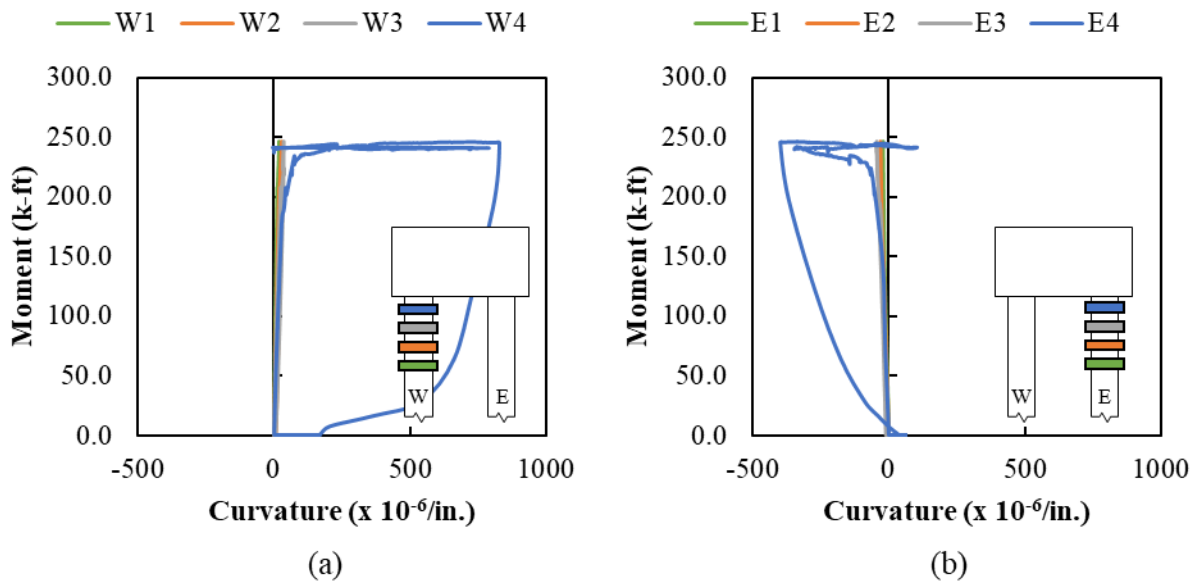 W1 W2 W3 W4
300.0
250.0
200.0
150.0
100.0
50.0
0.0
Moment (k-ft)
-500 0 500 1000
Curvature (x 10⁻⁶/in.)
W E
(a)
E1 E2 E3 E4
300.0
250.0
200.0
150.0
100.0
50.0
0.0
Moment (k-ft)
-500 0 500 1000
Curvature (x 10⁻⁶/in.)
W E
(b)